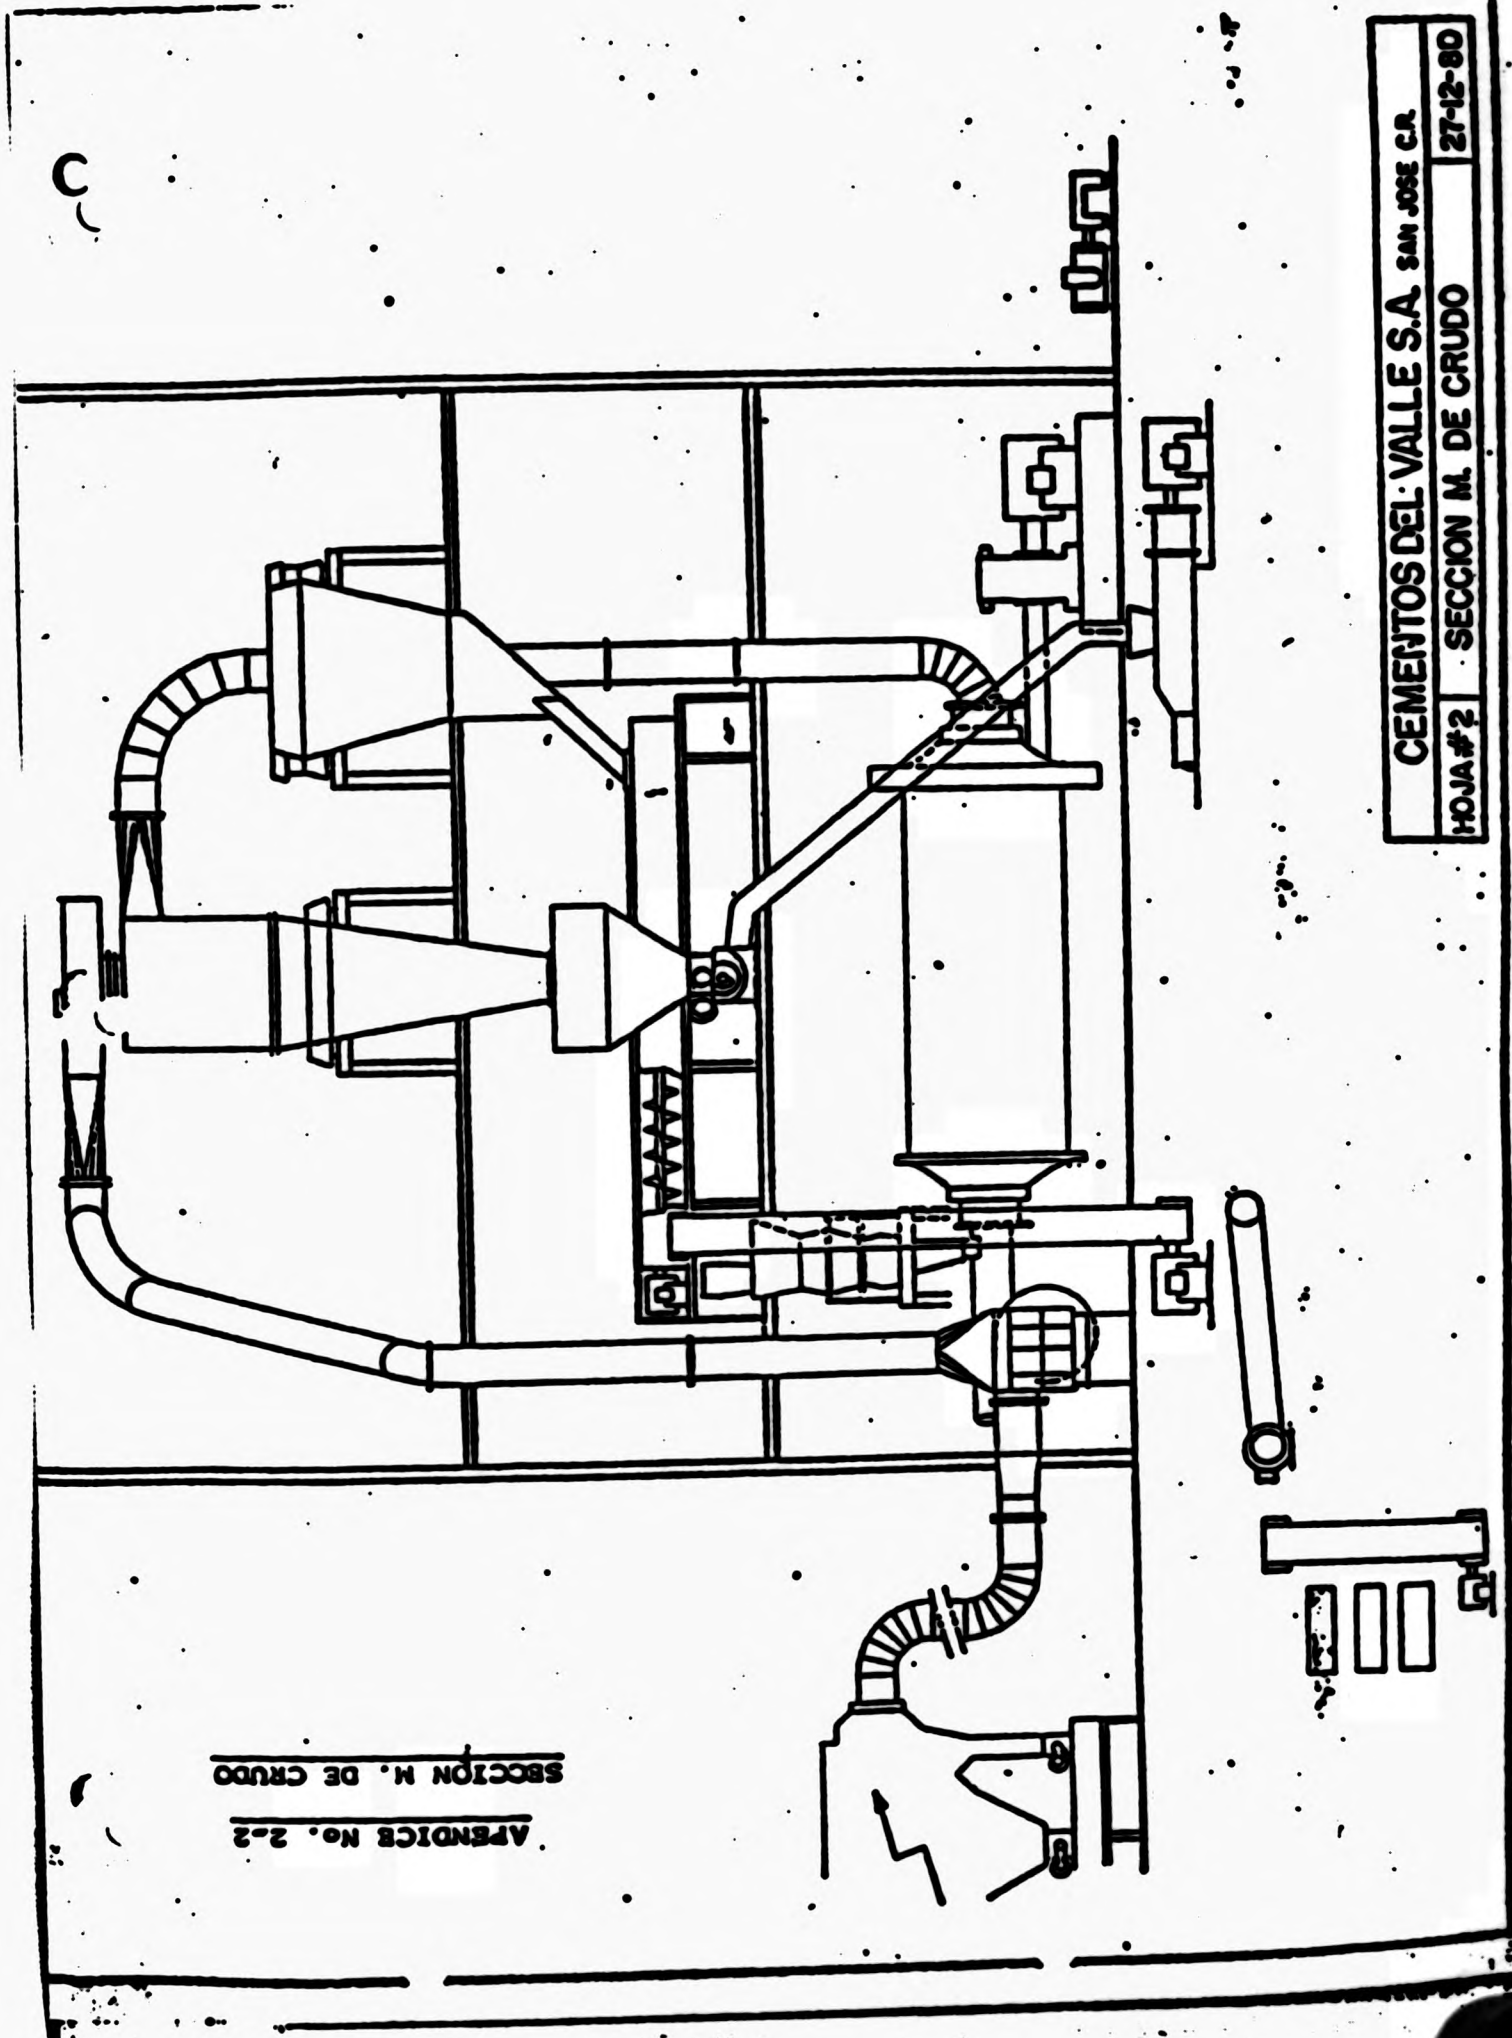 APENDICE No. 2-2
SECCION M. DE CRUDO
CEMENTOS DEL VALLE S.A. SAN JOSE C.R.
HOJA #2 SECCION M. DE CRUDO 27-12-80